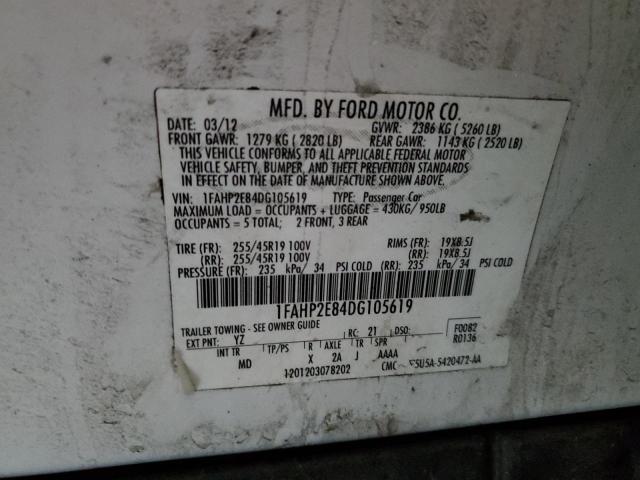 MFD. BY FORD MOTOR CO.
DATE: 03/12 GVWR: 2386 KG ( 5260 LB)
FRONT GAWR: 1279 KG ( 2820 LB) REAR GAWR: 1143 KG ( 2520 LB)
THIS VEHICLE CONFORMS TO ALL APPLICABLE FEDERAL MOTOR
VEHICLE SAFETY, BUMPER, AND THEFT PREVENTION STANDARDS
IN EFFECT ON THE DATE OF MANUFACTURE SHOWN ABOVE.
VIN: 1FAHP2E84DG105619 TYPE: Passenger Car
MAXIMUM LOAD = OCCUPANTS + LUGGAGE = 430KG/ 950LB
OCCUPANTS = 5 TOTAL; 2 FRONT, 3 REAR
TIRE (FR): 255/45R19 100V RIMS (FR): 19X8.5J
(RR): 255/45R19 100V (RR): 19X8.5J
PRESSURE (FR): 235 kPa/ 34 PSI COLD (RR): 235 kPa/ 34 PSI COLD
1FAHP2E84DG105619
TRAILER TOWING - SEE OWNER GUIDE
EXT PNT: YZ RC: 21 DSO: F0082
INT TR TP/PS R AXLE TR SPR R0136
MD X 2A J AAAA
1201203078202 CMC 5U5A-5420472-AA